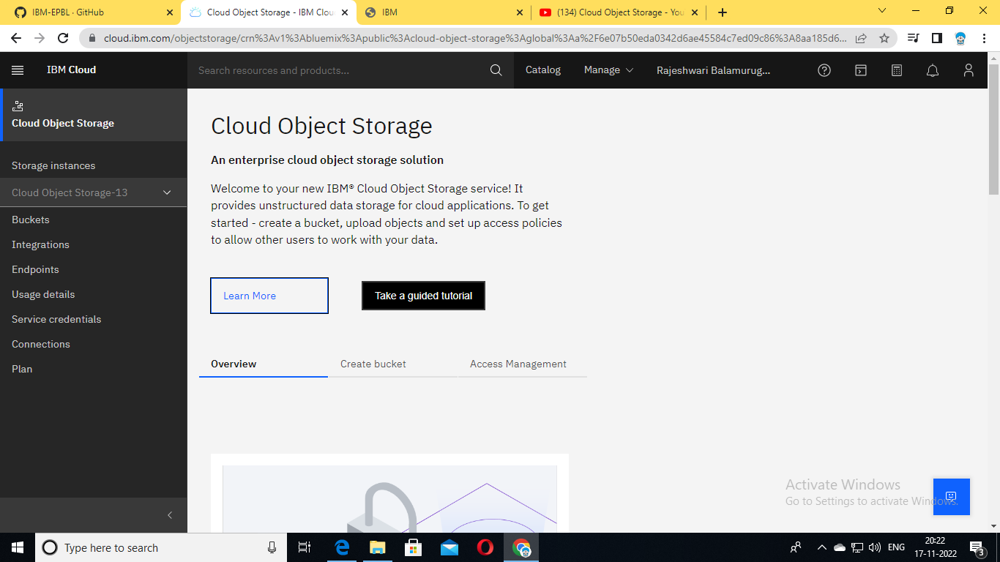 IBM-EPBL · GitHub
Cloud Object Storage - IBM Clou
IBM
(134) Cloud Object Storage - You
cloud.ibm.com/objectstorage/crn%3Av1%3Abluemix%3Apublic%3Acloud-object-storage%3Aglobal%3Aa%2F6e07b50eda0342d6ae45584c7ed09c86%3A8aa185d6...
IBM Cloud
Search resources and products...
Catalog
Manage
Rajeshwari Balamurug...
Cloud Object Storage
Storage instances
Cloud Object Storage-13
Buckets
Integrations
Endpoints
Usage details
Service credentials
Connections
Plan
Cloud Object Storage
An enterprise cloud object storage solution
Welcome to your new IBM® Cloud Object Storage service! It
provides unstructured data storage for cloud applications. To get
started - create a bucket, upload objects and set up access policies
to allow other users to work with your data.
Learn More
Take a guided tutorial
Overview
Create bucket
Access Management
Activate Windows
Go to Settings to activate Windows.
Type here to search
ENG
20:22
17-11-2022
3